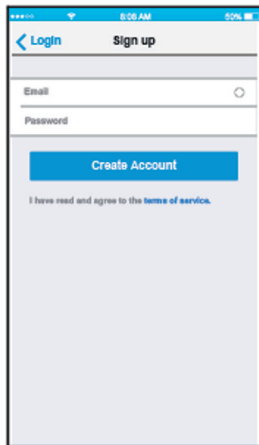 8:06 AM 50%
Login Sign up
Email
Password
Create Account
I have read and agree to the terms of service.